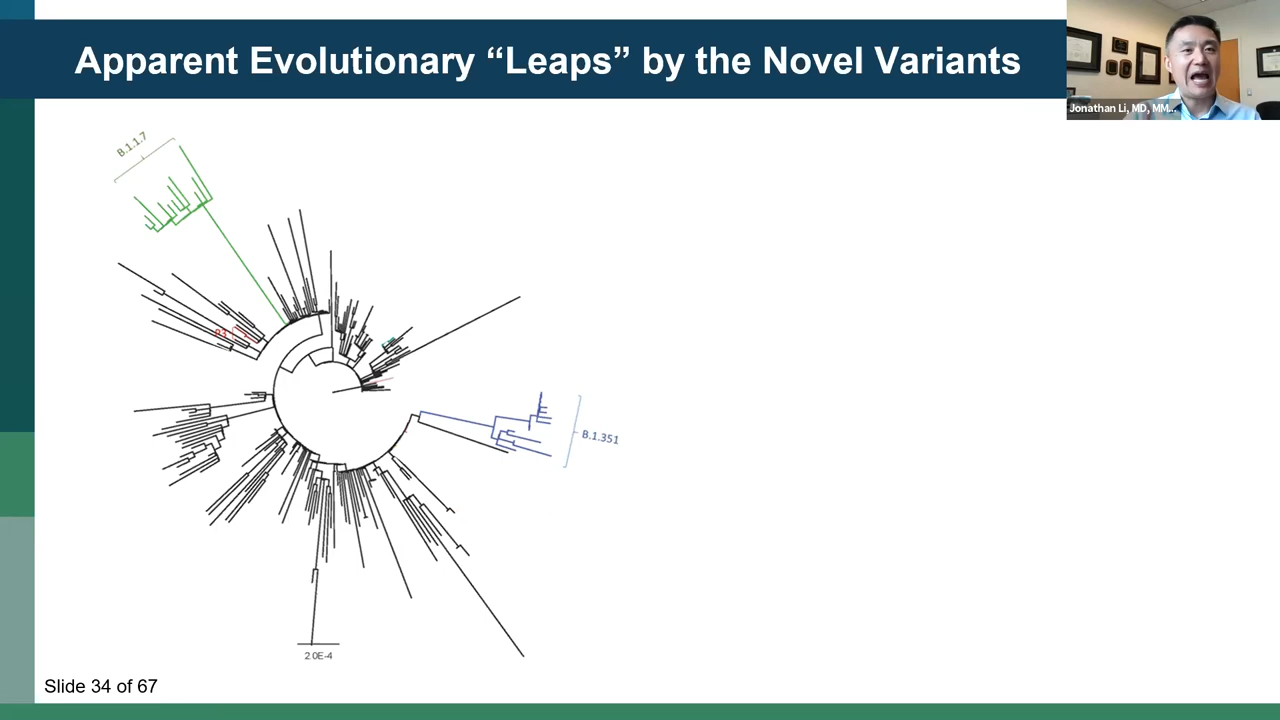 Apparent Evolutionary “Leaps” by the Novel Variants
Jonathan Li, MD, MM...
B.1.1.7
B.1.351
2.0E-4
Slide 34 of 67